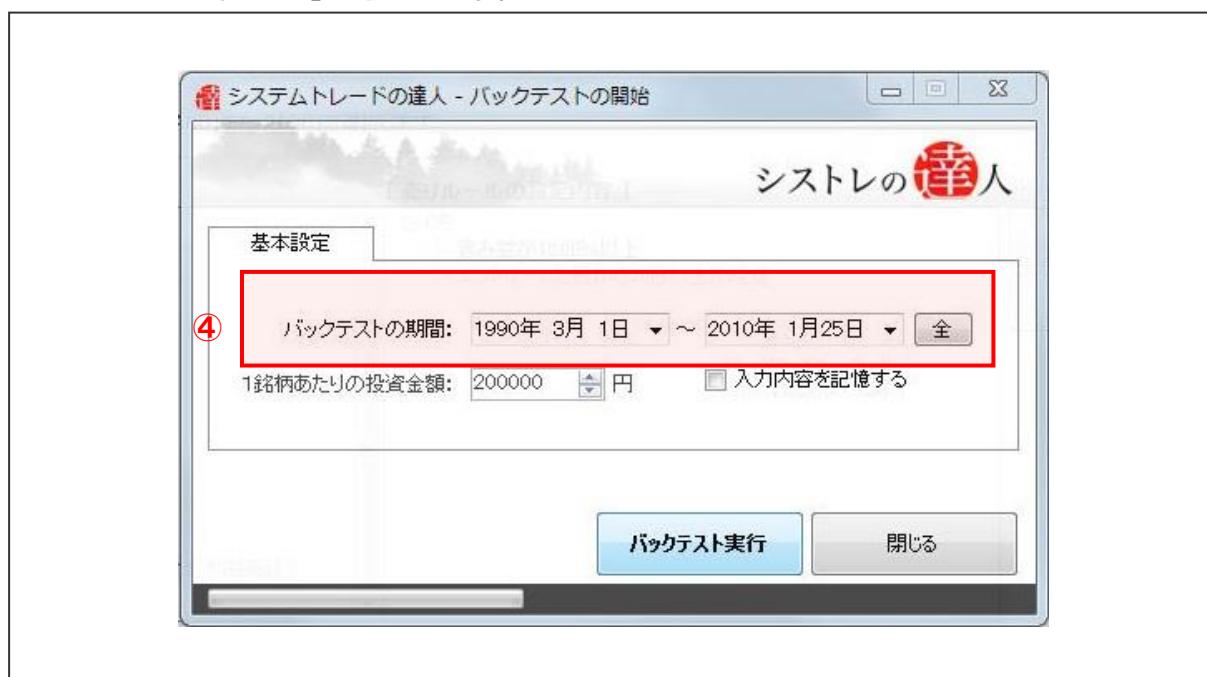 システムトレードの達人 - バックテストの開始
シストレの達人
基本設定
④ バックテストの期間: 1990年 3月 1日 ～ 2010年 1月25日 全
1銘柄あたりの投資金額: 200000 円 入力内容を記憶する
バックテスト実行 閉じる